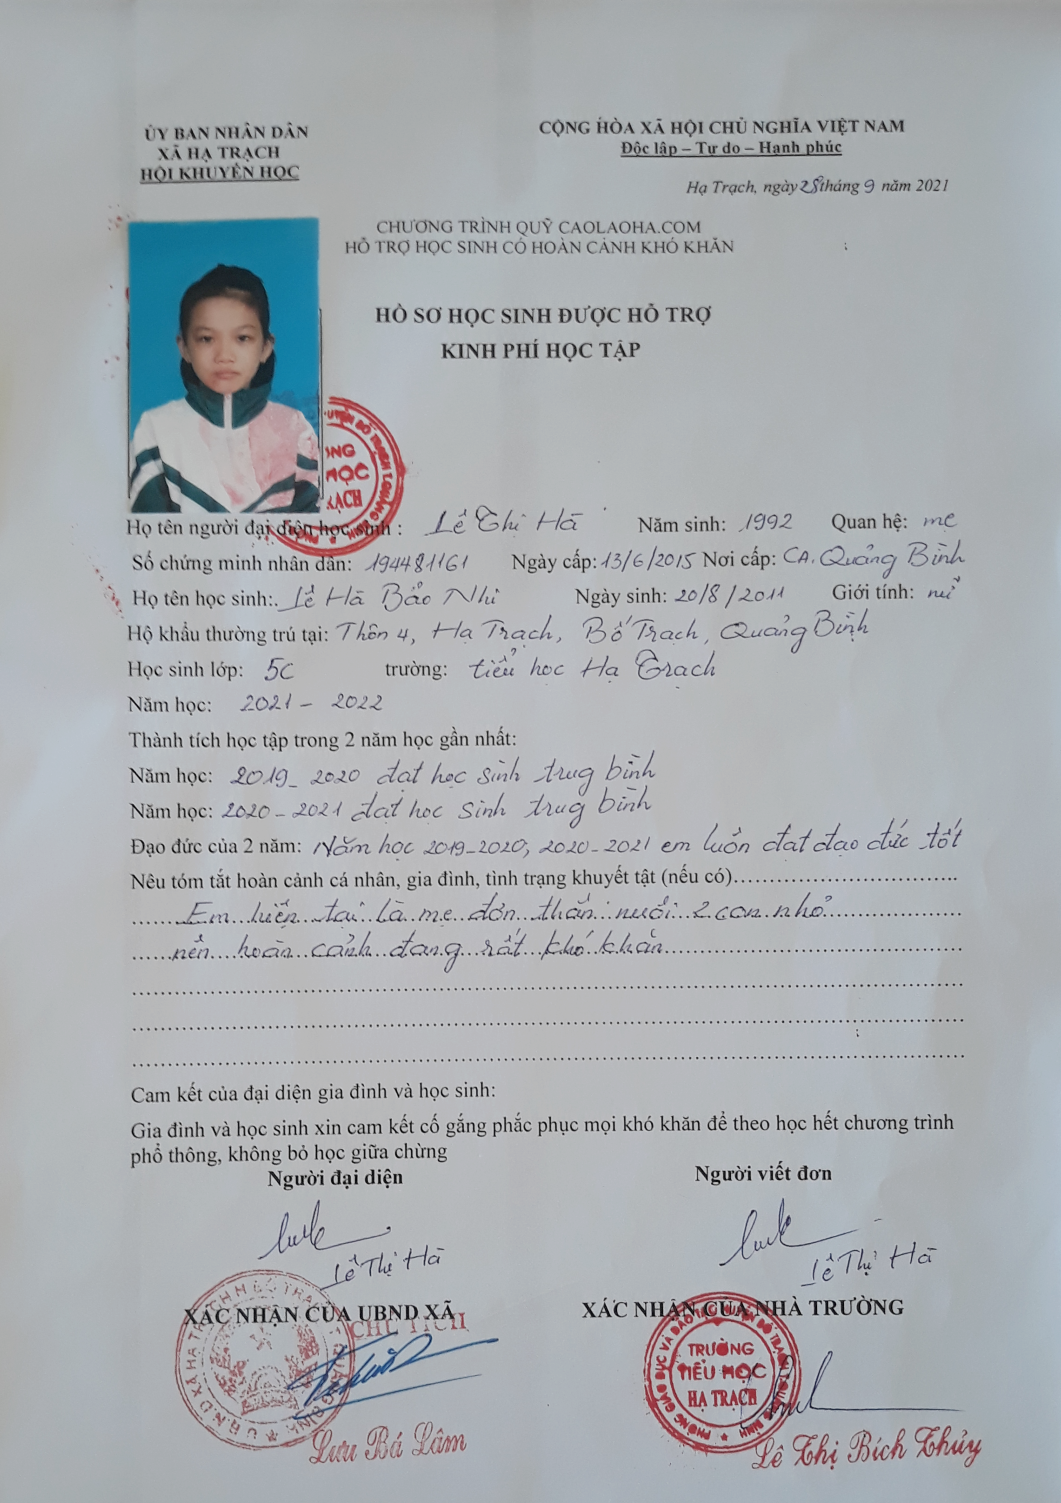 ỦY BAN NHÂN DÂN
XÃ HẠ TRẠCH
HỘI KHUYẾN HỌC
CỘNG HÒA XÃ HỘI CHỦ NGHĨA VIỆT NAM
Độc lập – Tự do – Hạnh phúc
Hạ Trạch, ngày 28 tháng 9 năm 2021
CHƯƠNG TRÌNH QUỸ CAOLAOHA.COM
HỖ TRỢ HỌC SINH CÓ HOÀN CẢNH KHÓ KHĂN
HỒ SƠ HỌC SINH ĐƯỢC HỖ TRỢ
KINH PHÍ HỌC TẬP
Họ tên người đại diện học sinh : Lê Thị Hà Năm sinh: 1992 Quan hệ: mẹ
Số chứng minh nhân dân: 194481161 Ngày cấp: 13/6/2015 Nơi cấp: CA. Quảng Bình
Họ tên học sinh:. Lê Hà Bảo Nhi Ngày sinh: 20/8/2011 Giới tính: nữ
Hộ khẩu thường trú tại: Thôn 4, Hạ Trạch, Bố Trạch, Quảng Bình
Học sinh lớp: 5C trường: tiểu học Hạ Trạch
Năm học: 2021 - 2022
Thành tích học tập trong 2 năm học gần nhất:
Năm học: 2019_ 2020 đạt học sinh trug bình
Năm học: 2020 - 2021 đạt học sinh trug bình
Đạo đức của 2 năm: Năm học 2019_2020, 2020-2021 em luôn đạt đạo đức tốt
Nêu tóm tắt hoàn cảnh cá nhân, gia đình, tình trạng khuyết tật (nếu có)……………
Em hiện tại là mẹ đơn thân nuôi 2 con nhỏ
nên hoàn cảnh đang rất khó khăn
Cam kết của đại diện gia đình và học sinh:
Gia đình và học sinh xin cam kết cố gắng phắc phục mọi khó khăn để theo học hết chương trình
phổ thông, không bỏ học giữa chừng
Người đại diện Người viết đơn
Lê Thị Hà Lê Thị Hà
XÁC NHẬN CỦA UBND XÃ XÁC NHẬN CỦA NHÀ TRƯỜNG
CHỦ TỊCH
TRƯỜNG
TIỂU HỌC
HẠ TRẠCH
Lưu Bá Lâm Lê Thị Bích Thủy